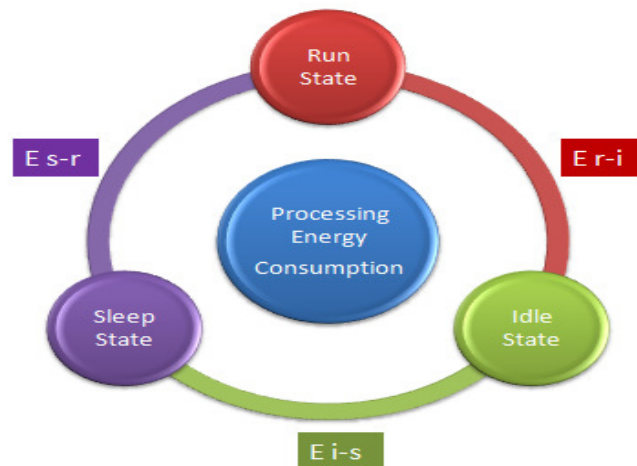 Run
State
E s-r
E r-i
Processing
Energy
Consumption
Sleep
State
Idle
State
E i-s